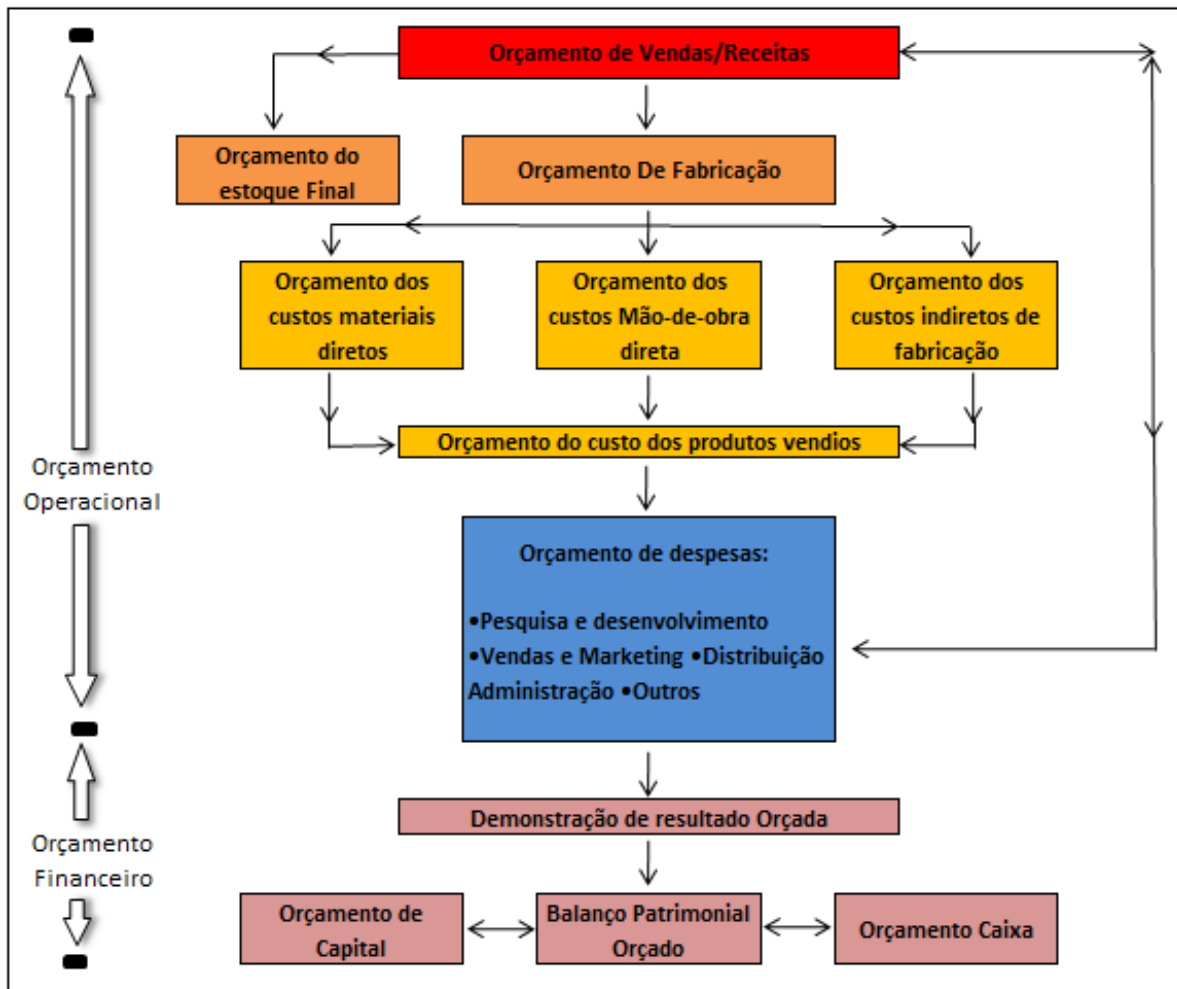 Orçamento de Vendas/Receitas
Orçamento do
estoque Final
Orçamento De Fabricação
Orçamento dos
custos materiais
diretos
Orçamento dos
custos Mão-de-obra
direta
Orçamento dos
custos indiretos de
fabricação
Orçamento do custo dos produtos vendios
Orçamento
Operacional
Orçamento de despesas:
•Pesquisa e desenvolvimento
•Vendas e Marketing •Distribuição
Administração •Outros
Demonstração de resultado Orçada
Orçamento
Financeiro
Orçamento de
Capital
Balanço Patrimonial
Orçado
Orçamento Caixa